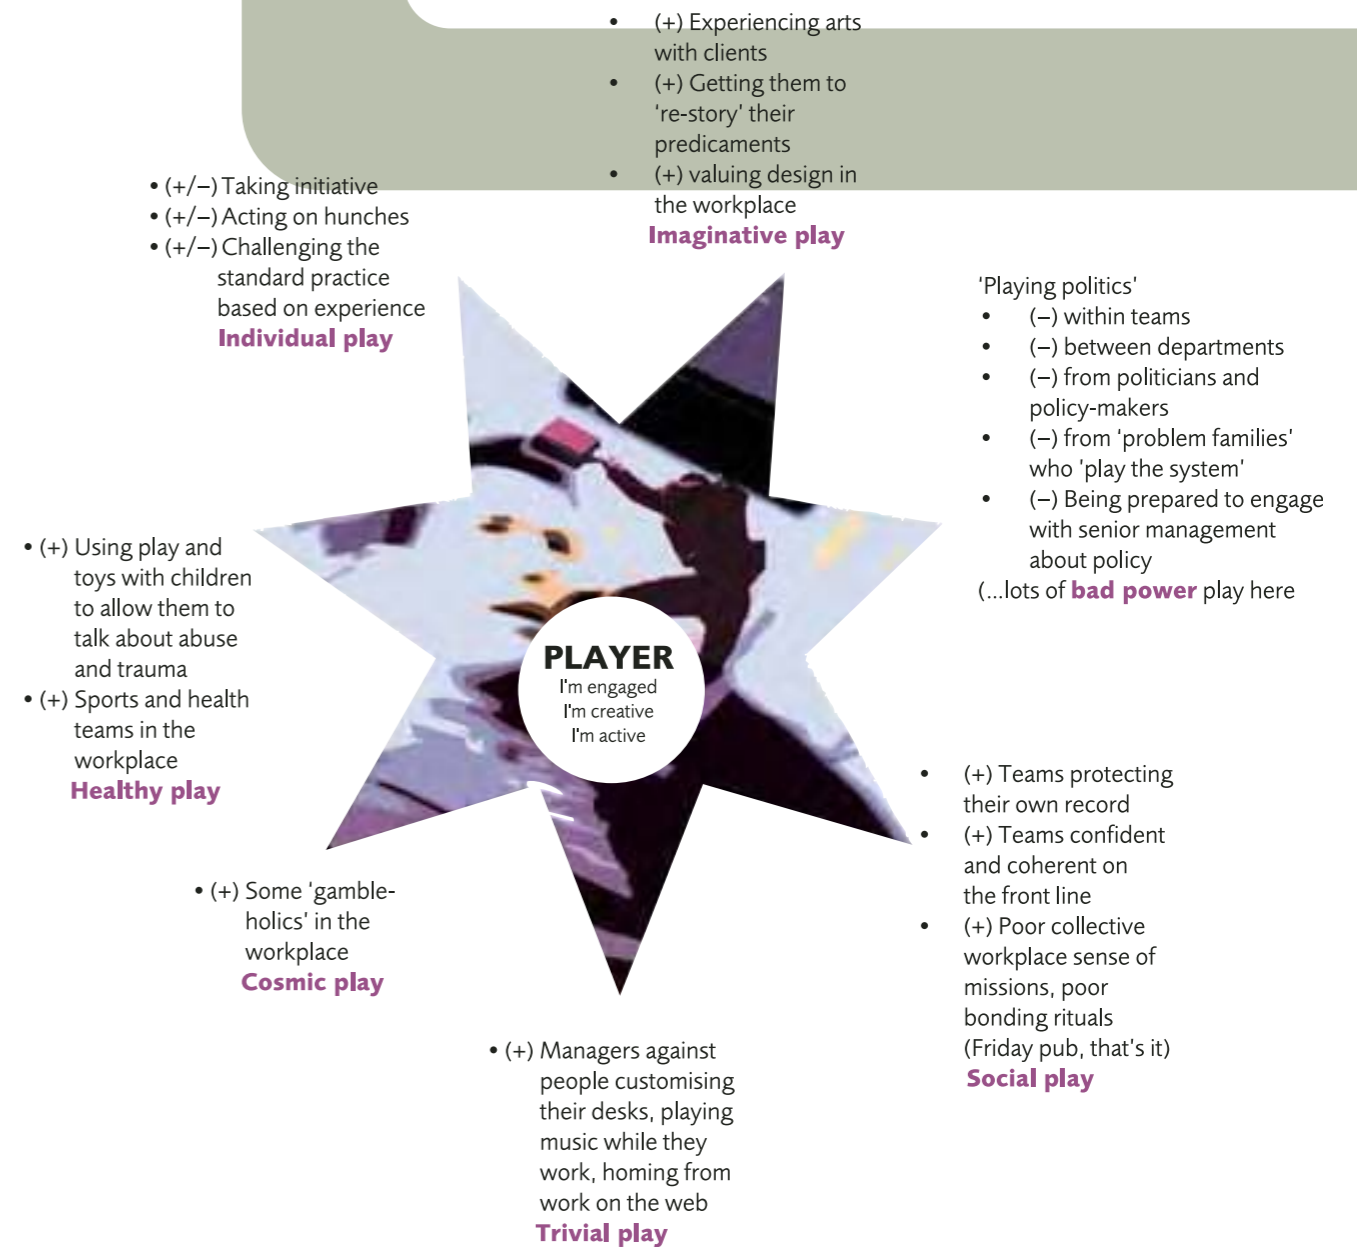 • (+) Experiencing arts
with clients
• (+) Getting them to
‘re-story’ their
predicaments
• (+) valuing design in
the workplace
Imaginative play
• (+/–) Taking initiative
• (+/–) Acting on hunches
• (+/–) Challenging the
standard practice
based on experience
Individual play
‘Playing politics’
• (–) within teams
• (–) between departments
• (–) from politicians and
policy-makers
• (–) from ‘problem families’
who ‘play the system’
• (–) Being prepared to engage
with senior management
about policy
(...lots of bad power play here
• (+) Using play and
toys with children
to allow them to
talk about abuse
and trauma
• (+) Sports and health
teams in the
workplace
Healthy play
PLAYER
I'm engaged
I'm creative
I'm active
• (+) Teams protecting
their own record
• (+) Teams confident
and coherent on
the front line
• (+) Poor collective
workplace sense of
missions, poor
bonding rituals
(Friday pub, that’s it)
Social play
• (+) Some ‘gamble-
holics’ in the
workplace
Cosmic play
• (+) Managers against
people customising
their desks, playing
music while they
work, homing from
work on the web
Trivial play